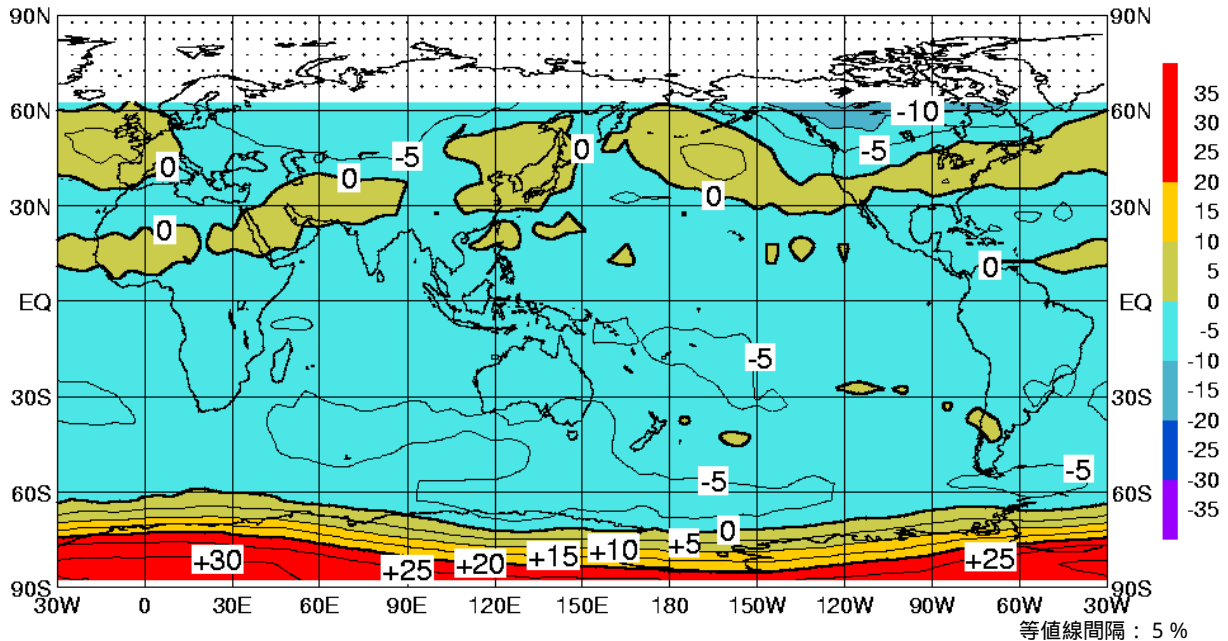 90N 90N
60N 60N
30N 30N
EQ EQ
30S 30S
60S 60S
90S 90S
-10
-5 -5
0 0 0 0
0 0
-5
-5 -5
0
+30 +25 +20 +15 +10 +5 +25
30W 0 30E 60E 90E 120E 150E 180 150W 120W 90W 60W 30W
35
30
25
20
15
10
5
0
-5
-10
-15
-20
-25
-30
-35
等値線間隔： 5 %